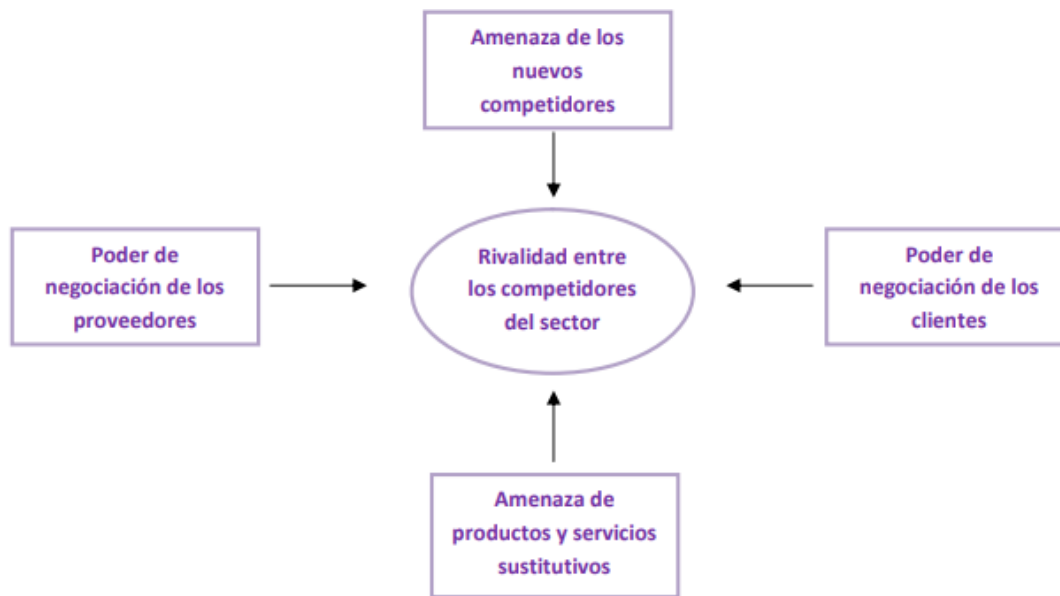 Amenaza de los
nuevos
competidores
Poder de
negociación de los
proveedores
Rivalidad entre
los competidores
del sector
Poder de
negociación de los
clientes
Amenaza de
productos y servicios
sustitutivos